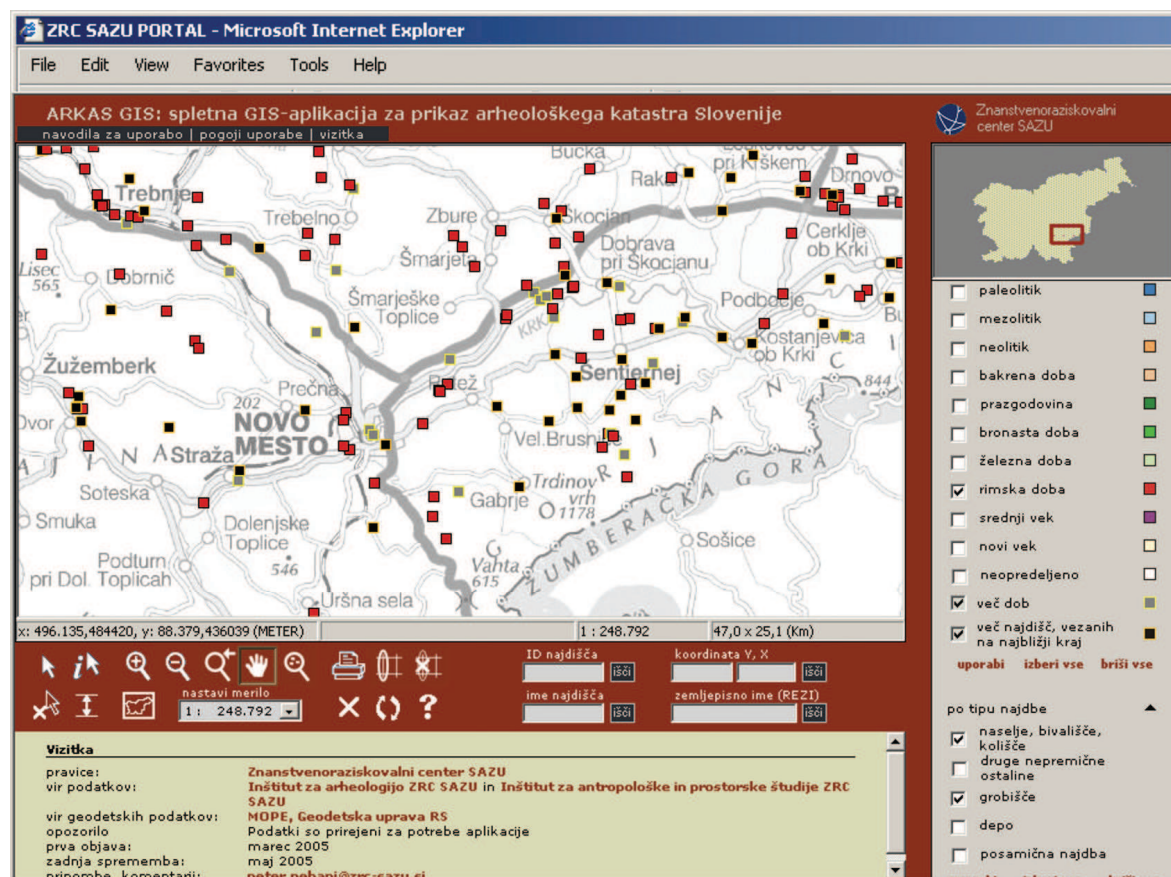 ZRC SAZU PORTAL - Microsoft Internet Explorer
File Edit View Favorites Tools Help
ARKAS GIS: spletna GIS-aplikacija za prikaz arheološkega katastra Slovenije
navodila za uporabo | pogoji uporabe | vizitka
Znanstvenoraziskovalni
center SAZU
Bučka
pri Krškem
Raka
Drnovo
Trebnje
Trebelno
Zbure
Škocjan
Cerklje
ob Krki
Dobrava
pri Škocjanu
Šmarjeta
Lisec
565
Dobrnič
Šmarješke
Toplice
Podbočje
KRKA
Kostanjevica
ob Krki
Žužemberk
Prečna
Šentjernej
844
202
NOVO
MESTO
Dvor
Straža
Vel.Brusnice
Soteska
Trdinov
vrh
1178
Gabrje
Smuka
Dolenjske
Toplice
Sošice
ŽUMBERAČKA GORA
Podturn
pri Dol. Toplicah
546
Vahta
615
Uršna sela
x: 496.135,484420, y: 88.379,436039 (METER) 1 : 248.792 47,0 x 25,1 (Km)
paleolitik
mezolitik
neolitik
bakrena doba
prazgodovina
bronasta doba
železna doba
rimska doba
srednji vek
novi vek
neopredeljeno
več dob
več najdišč, vezanih
na najbližji kraj
uporabi izberi vse briši vse
po tipu najdbe
naselje, bivališče,
kolišče
druge nepremične
ostaline
grobišče
depo
posamična najdba
ID najdišča
išči
koordinata Y, X
išči
nastavi merilo
1 : 248.792
ime najdišča
išči
zemljepisno ime (REZI)
išči
Vizitka
pravice: Znanstvenoraziskovalni center SAZU
vir podatkov: Inštitut za arheologijo ZRC SAZU in Inštitut za antropološke in prostorske študije ZRC
SAZU
vir geodetskih podatkov: MOPE, Geodetska uprava RS
opozorilo Podatki so prirejeni za potrebe aplikacije
prva objava: marec 2005
zadnja sprememba: maj 2005
pripombe, komentarji: peter.pehani@zrc-sazu.si